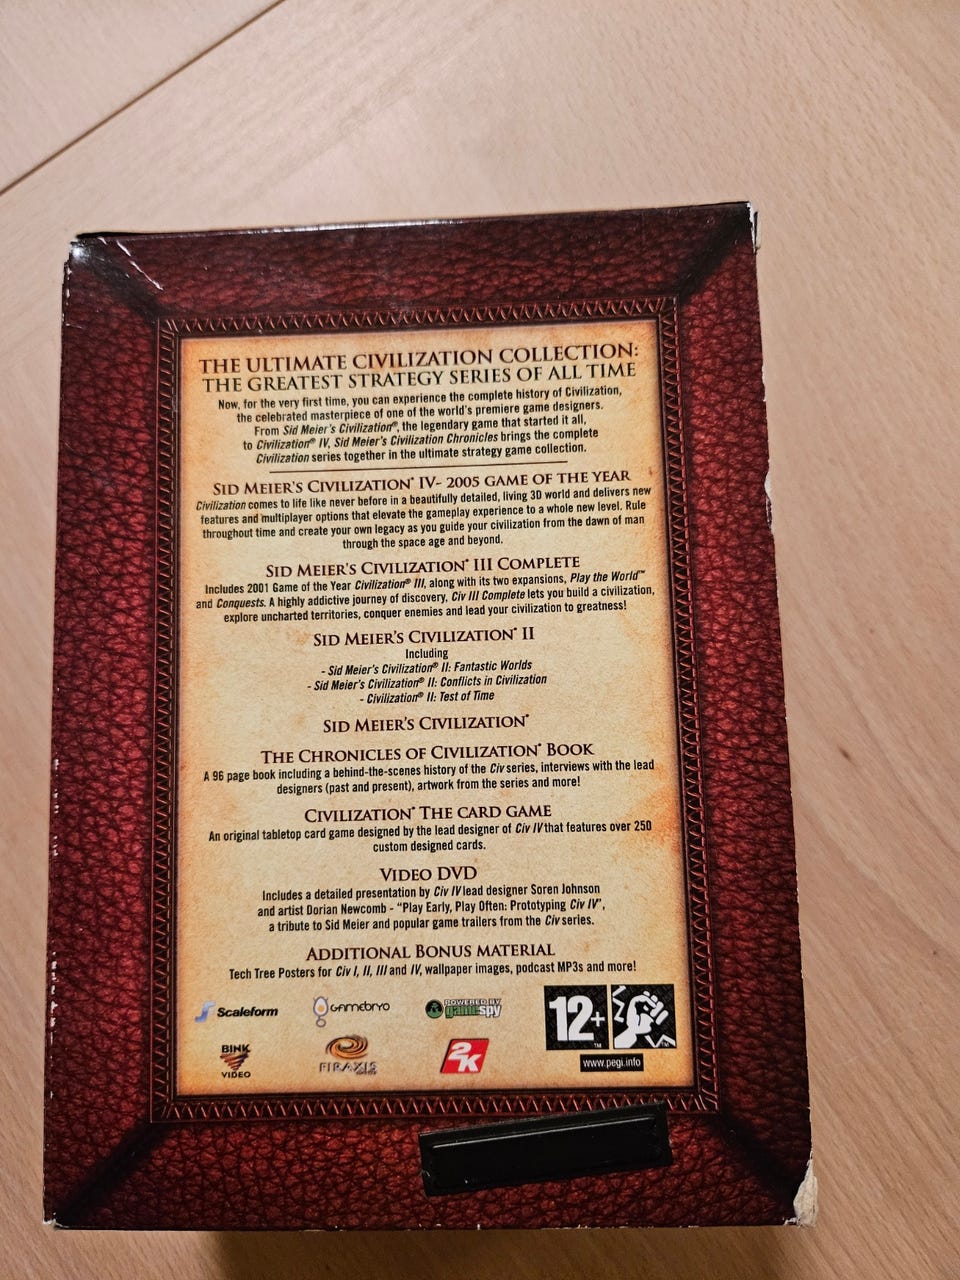 THE ULTIMATE CIVILIZATION COLLECTION:
THE GREATEST STRATEGY SERIES OF ALL TIME
Now, for the very first time, you can experience the complete history of Civilization,
the celebrated masterpiece of one of the world's premiere game designers.
From Sid Meier's Civilization®, the legendary game that started it all,
to Civilization® IV, Sid Meier's Civilization Chronicles brings the complete
Civilization series together in the ultimate strategy game collection.
SID MEIER'S CIVILIZATION® IV- 2005 GAME OF THE YEAR
Civilization comes to life like never before in a beautifully detailed, living 3D world and delivers new
features and multiplayer options that elevate the gameplay experience to a whole new level. Rule
throughout time and create your own legacy as you guide your civilization from the dawn of man
through the space age and beyond.
SID MEIER'S CIVILIZATION® III COMPLETE
Includes 2001 Game of the Year Civilization® III, along with its two expansions, Play the World™
and Conquests. A highly addictive journey of discovery, Civ III Complete lets you build a civilization,
explore uncharted territories, conquer enemies and lead your civilization to greatness!
SID MEIER'S CIVILIZATION® II
Including
- Sid Meier's Civilization® II: Fantastic Worlds
- Sid Meier's Civilization® II: Conflicts in Civilization
- Civilization® II: Test of Time
SID MEIER'S CIVILIZATION®
THE CHRONICLES OF CIVILIZATION® BOOK
A 96 page book including a behind-the-scenes history of the Civ series, interviews with the lead
designers (past and present), artwork from the series and more!
CIVILIZATION® THE CARD GAME
An original tabletop card game designed by the lead designer of Civ IV that features over 250
custom designed cards.
VIDEO DVD
Includes a detailed presentation by Civ IV lead designer Soren Johnson
and artist Dorian Newcomb - "Play Early, Play Often: Prototyping Civ IV",
a tribute to Sid Meier and popular game trailers from the Civ series.
ADDITIONAL BONUS MATERIAL
Tech Tree Posters for Civ I, II, III and IV, wallpaper images, podcast MP3s and more!
Scaleform
GAMEBRYO
POWERED BY
gamespy
12+
™
BINK
VIDEO
FIRAXIS
2K
www.pegi.info